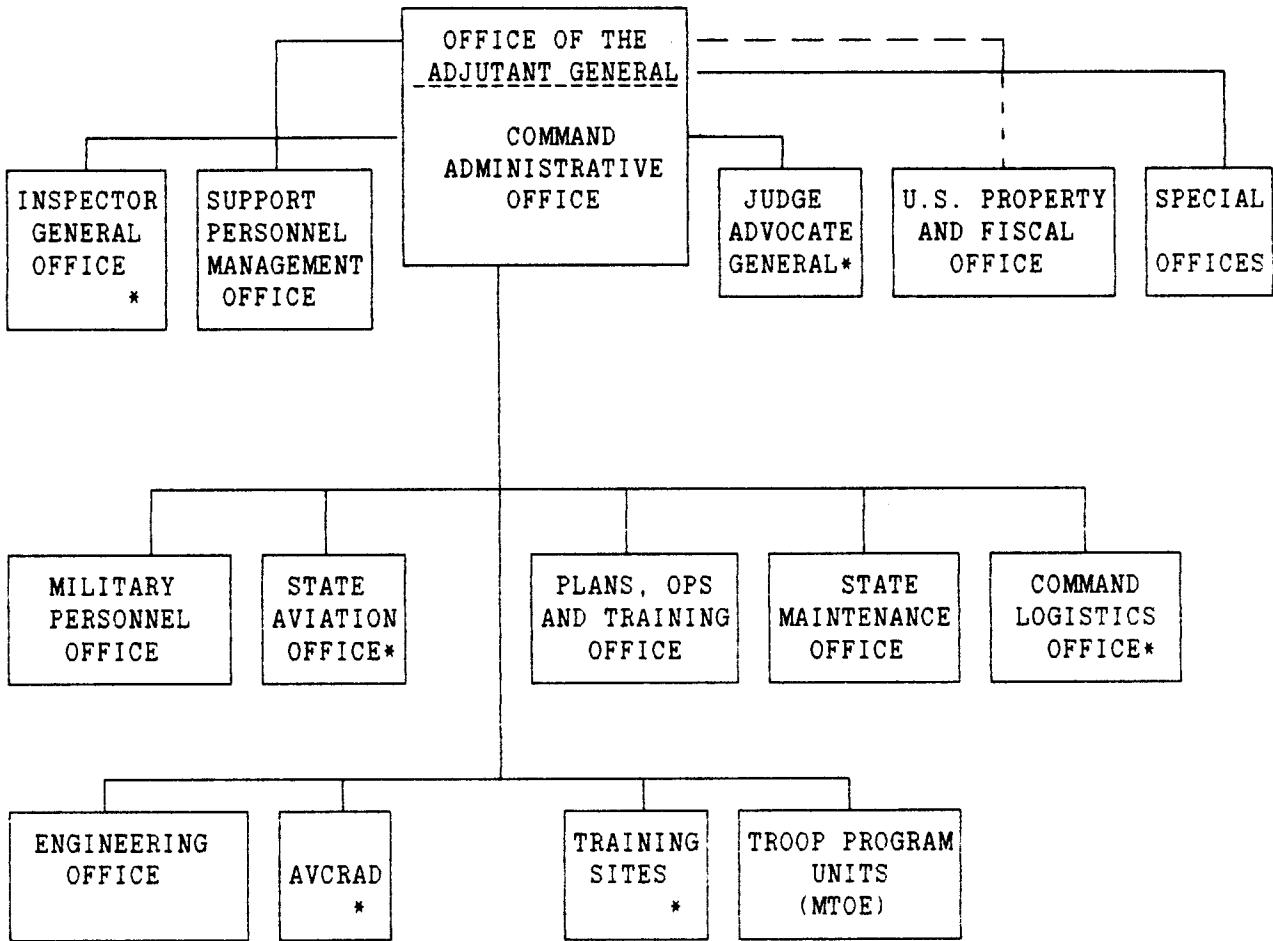 OFFICE OF THE
ADJUTANT GENERAL
COMMAND
ADMINISTRATIVE
OFFICE
INSPECTOR
GENERAL
OFFICE
*
SUPPORT
PERSONNEL
MANAGEMENT
OFFICE
JUDGE
ADVOCATE
GENERAL*
U.S. PROPERTY
AND FISCAL
OFFICE
SPECIAL
OFFICES
MILITARY
PERSONNEL
OFFICE
STATE
AVIATION
OFFICE*
PLANS, OPS
AND TRAINING
OFFICE
STATE
MAINTENANCE
OFFICE
COMMAND
LOGISTICS
OFFICE*
ENGINEERING
OFFICE
AVCRAD
*
TRAINING
SITES
*
TROOP PROGRAM
UNITS
(MTOE)